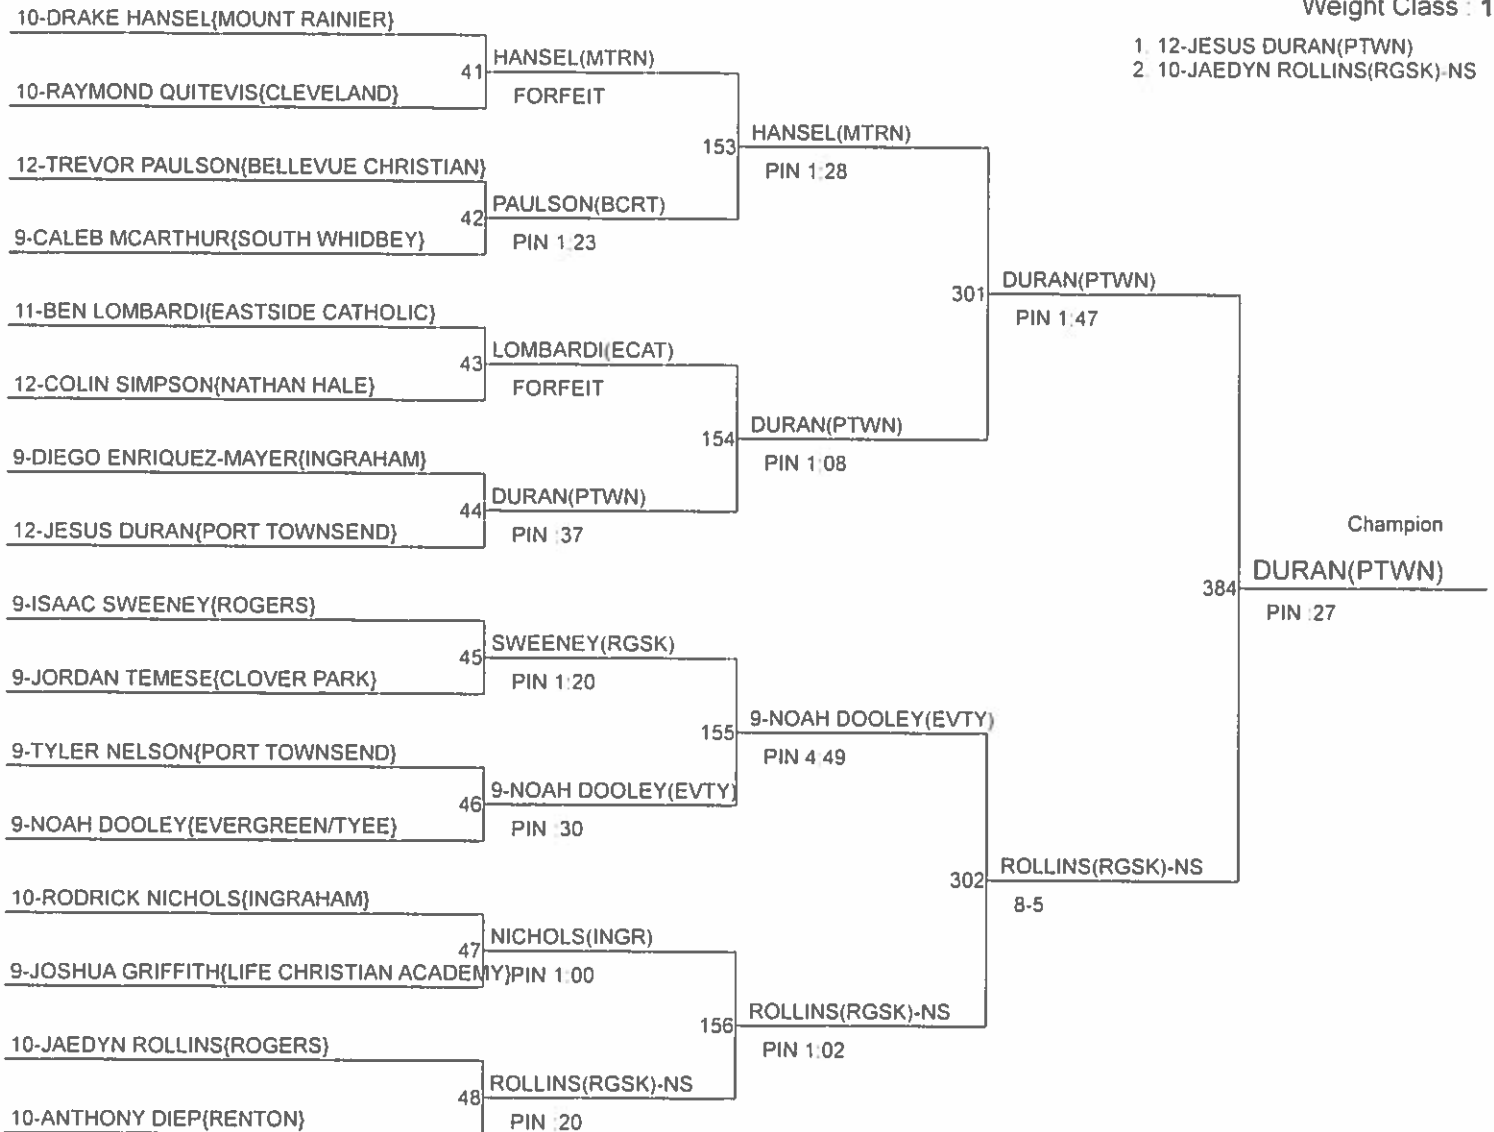 Weight Class : 1
1. 12-JESUS DURAN(PTWN)
2. 10-JAEDYN ROLLINS(RGSK)-NS
10-DRAKE HANSEL{MOUNT RAINIER}
41 HANSEL(MTRN)
10-RAYMOND QUITEVIS{CLEVELAND}
FORFEIT
153 HANSEL(MTRN)
PIN 1:28
12-TREVOR PAULSON{BELLEVUE CHRISTIAN}
42 PAULSON(BCRT)
9-CALEB MCARTHUR{SOUTH WHIDBEY}
PIN 1:23
301 DURAN(PTWN)
PIN 1:47
11-BEN LOMBARDI{EASTSIDE CATHOLIC}
43 LOMBARDI(ECAT)
12-COLIN SIMPSON{NATHAN HALE}
FORFEIT
154 DURAN(PTWN)
PIN 1:08
9-DIEGO ENRIQUEZ-MAYER{INGRAHAM}
44 DURAN(PTWN)
12-JESUS DURAN{PORT TOWNSEND}
PIN :37
Champion
384 DURAN(PTWN)
PIN :27
9-ISAAC SWEENEY{ROGERS}
45 SWEENEY(RGSK)
9-JORDAN TEMESE{CLOVER PARK}
PIN 1:20
155 9-NOAH DOOLEY(EVTY)
PIN 4:49
9-TYLER NELSON{PORT TOWNSEND}
46 9-NOAH DOOLEY(EVTY)
9-NOAH DOOLEY{EVERGREEN/TYEE}
PIN :30
302 ROLLINS(RGSK)-NS
8-5
10-RODRICK NICHOLS{INGRAHAM}
47 NICHOLS(INGR)
9-JOSHUA GRIFFITH{LIFE CHRISTIAN ACADEMY}
PIN 1:00
156 ROLLINS(RGSK)-NS
PIN 1:02
10-JAEDYN ROLLINS{ROGERS}
48 ROLLINS(RGSK)-NS
10-ANTHONY DIEP{RENTON}
PIN :20